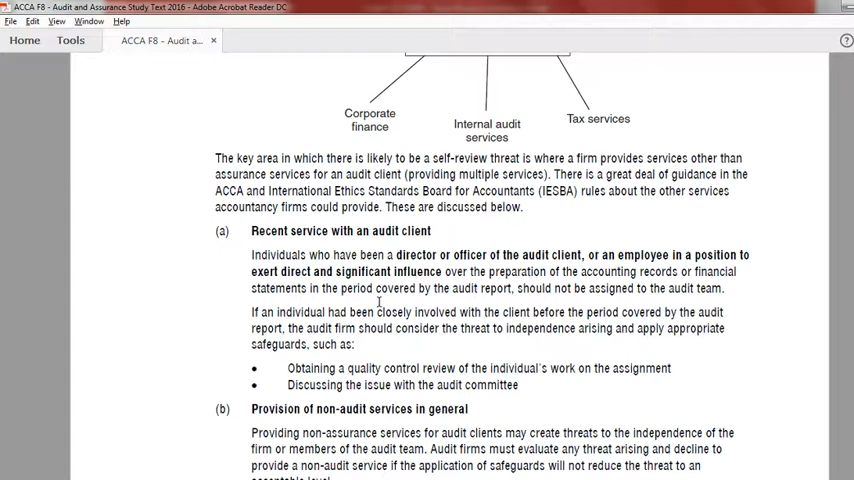 ACCA F8 - Audit and Assurance Study Text 2016 - Adobe Acrobat Reader DC
File Edit View Window Help
Home Tools ACCA F8 - Audit a... ×
Corporate
finance
Internal audit
services
Tax services
The key area in which there is likely to be a self-review threat is where a firm provides services other than
assurance services for an audit client (providing multiple services). There is a great deal of guidance in the
ACCA and International Ethics Standards Board for Accountants (IESBA) rules about the other services
accountancy firms could provide. These are discussed below.
(a) Recent service with an audit client
Individuals who have been a director or officer of the audit client, or an employee in a position to
exert direct and significant influence over the preparation of the accounting records or financial
statements in the period covered by the audit report, should not be assigned to the audit team.
If an individual had been closely involved with the client before the period covered by the audit
report, the audit firm should consider the threat to independence arising and apply appropriate
safeguards, such as:
• Obtaining a quality control review of the individual's work on the assignment
• Discussing the issue with the audit committee
(b) Provision of non-audit services in general
Providing non-assurance services for audit clients may create threats to the independence of the
firm or members of the audit team. Audit firms must evaluate any threat arising and decline to
provide a non-audit service if the application of safeguards will not reduce the threat to an
acceptable level.